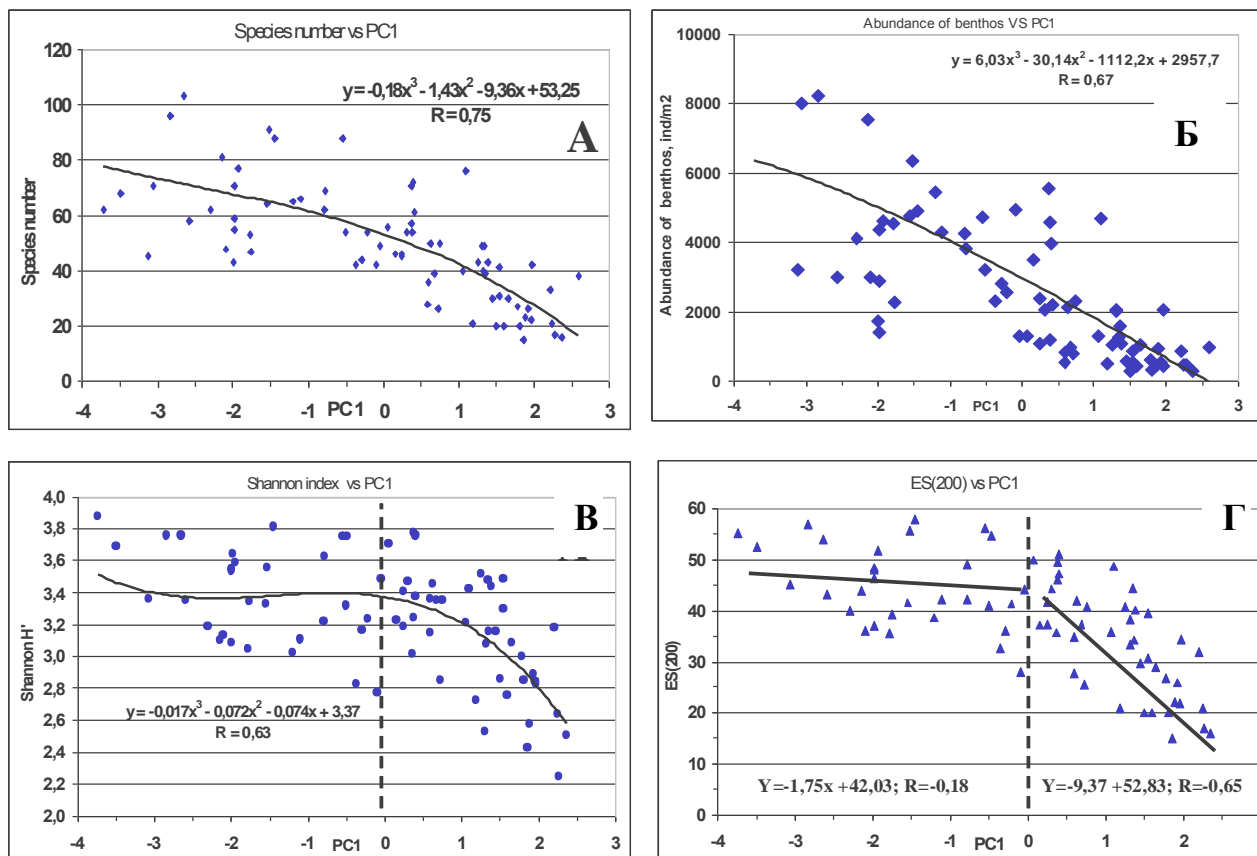 Species number vs PC1
y = -0,18x³ - 1,43x² - 9,36x + 53,25
R = 0,75
А
Species number
120
100
80
60
40
20
0
-4 -3 -2 -1 0 1 2 3
PC1
Abundance of benthos VS PC1
y = 6,03x³ - 30,14x² - 1112,2x + 2957,7
R = 0,67
Б
Abundance of benthos, ind/m2
10000
8000
6000
4000
2000
0
-4 -3 -2 -1 0 1 2 3
PC1
Shannon index vs PC1
В
Shannon H'
4,0
3,8
3,6
3,4
3,2
3,0
2,8
2,6
2,4
2,2
2,0
y = -0,017x³ - 0,072x² - 0,074x + 3,37
R = 0,63
-4 -3 -2 -1 0 1 2 3
PC1
ES(200) vs PC1
Г
ES(200)
60
50
40
30
20
10
0
Y=-1,75x +42,03; R=-0,18
Y=-9,37 +52,83; R=-0,65
-4 -3 -2 -1 0 1 2
PC1